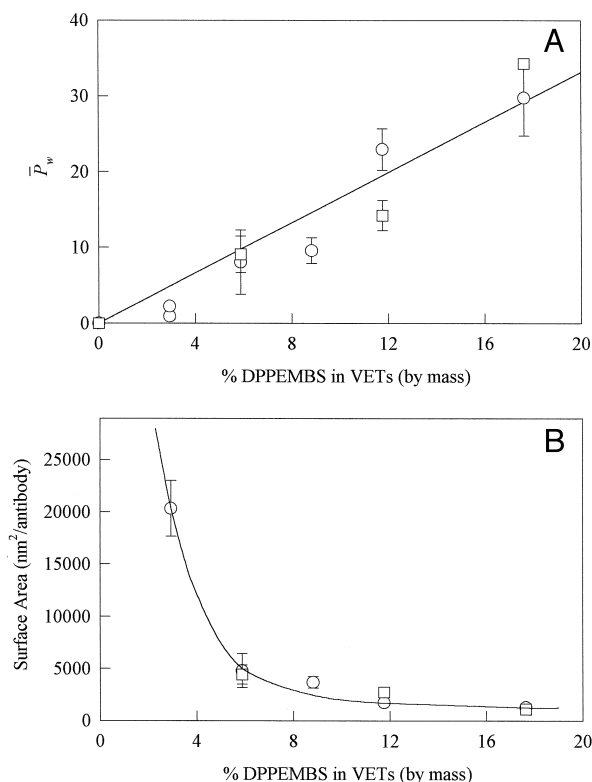 A
40
30
20
10
0
P̅w
0 4 8 12 16 20
% DPPEMBS in VETs (by mass)
B
25000
20000
15000
10000
5000
0
Surface Area (nm²/antibody)
0 4 8 12 16 20
% DPPEMBS in VETs (by mass)